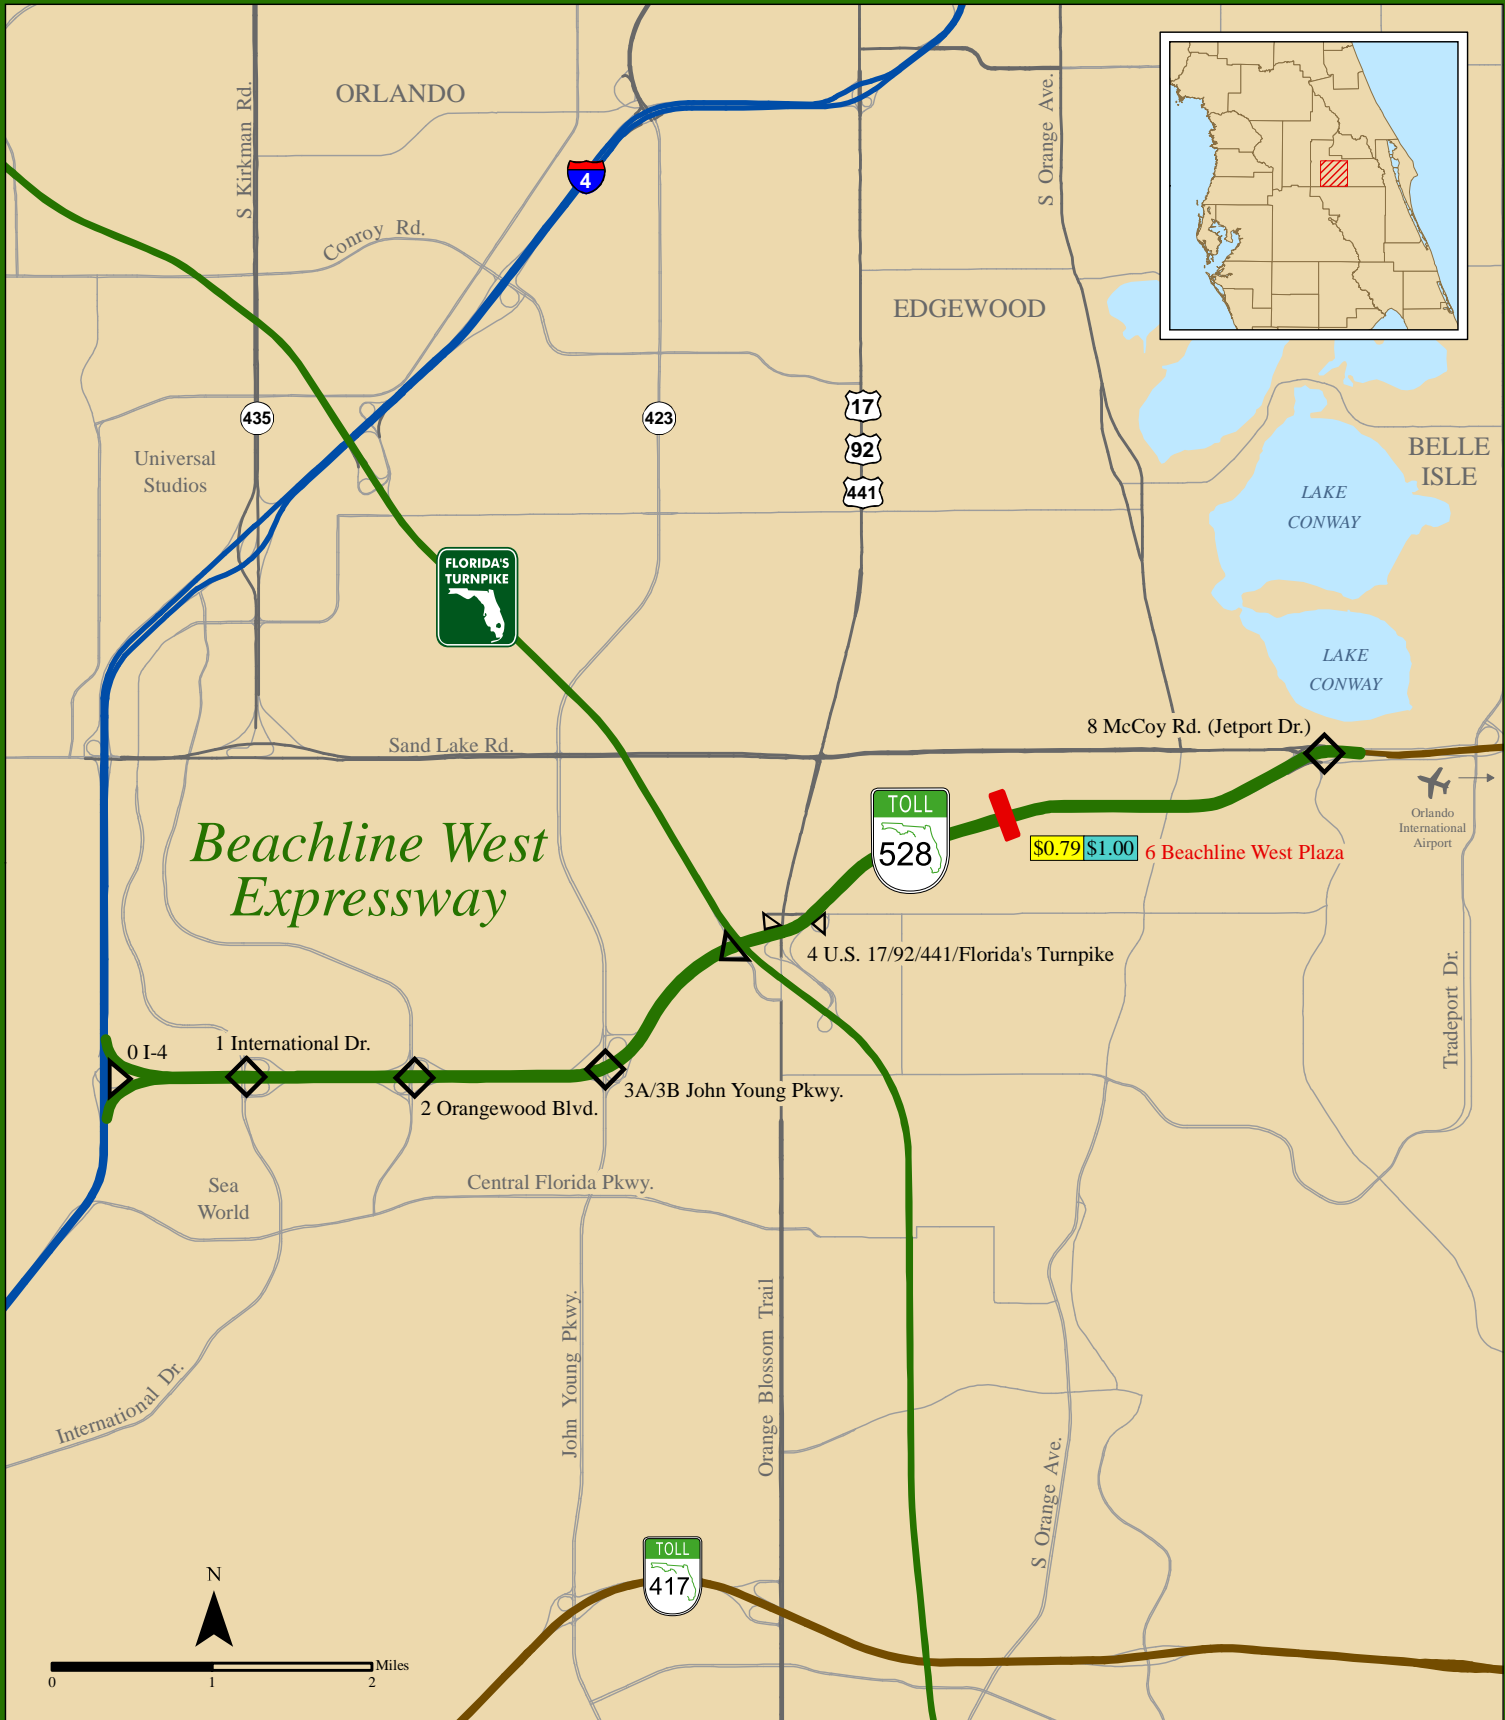 ORLANDO
S Kirkman Rd.
S Orange Ave.
4
Conroy Rd.
EDGEWOOD
17
435
423
92
BELLE
ISLE
Universal
Studios
441
LAKE
CONWAY
FLORIDA'S
TURNPIKE
LAKE
CONWAY
8 McCoy Rd. (Jetport Dr.)
Sand Lake Rd.
TOLL
528
Orlando
International
Airport
Beachline West
Expressway
$0.79 $1.00 6 Beachline West Plaza
4 U.S. 17/92/441/Florida's Turnpike
Tradeport Dr.
0 I-4
1 International Dr.
2 Orangewood Blvd.
3A/3B John Young Pkwy.
Sea
World
Central Florida Pkwy.
International Dr.
John Young Pkwy.
Orange Blossom Trail
S Orange Ave.
TOLL
417
N
Miles
0 1 2